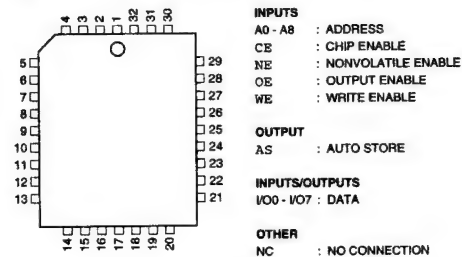 4 3 2 1 32 31 30
5
6
7
8
9
10
11
12
13
29
28
27
26
25
24
23
22
21
14 15 16 17 18 19 20
INPUTS
A0 - A8 : ADDRESS
CE : CHIP ENABLE
NE : NONVOLATILE ENABLE
OE : OUTPUT ENABLE
WE : WRITE ENABLE
OUTPUT
AS : AUTO STORE
INPUTS/OUTPUTS
I/O0 - I/O7 : DATA
OTHER
NC : NO CONNECTION